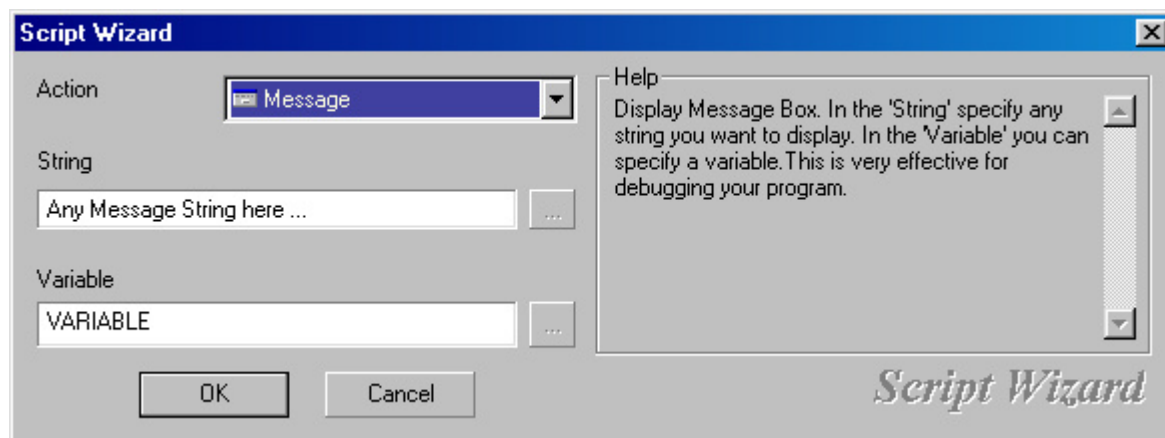 Script Wizard
Action
Message
String
Any Message String here ...
...
Variable
VARIABLE
...
OK
Cancel
Help
Display Message Box. In the 'String' specify any
string you want to display. In the 'Variable' you can
specify a variable.This is very effective for
debugging your program.
Script Wizard